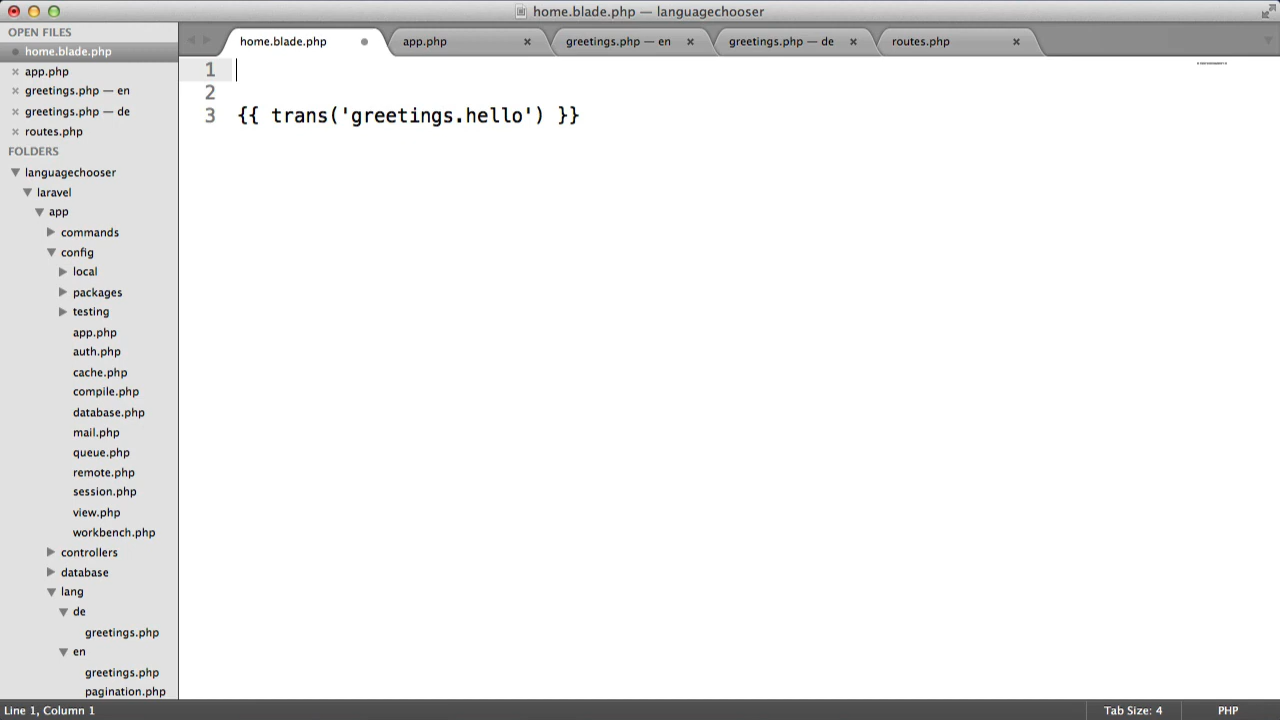 home.blade.php — languagechooser
OPEN FILES
home.blade.php
app.php
greetings.php — en
greetings.php — de
routes.php
FOLDERS
languagechooser
laravel
app
commands
config
local
packages
testing
app.php
auth.php
cache.php
compile.php
database.php
mail.php
queue.php
remote.php
session.php
view.php
workbench.php
controllers
database
lang
de
greetings.php
en
greetings.php
pagination.php
home.blade.php app.php greetings.php — en greetings.php — de routes.php
1
2
3 {{ trans('greetings.hello') }}
Line 1, Column 1 Tab Size: 4 PHP